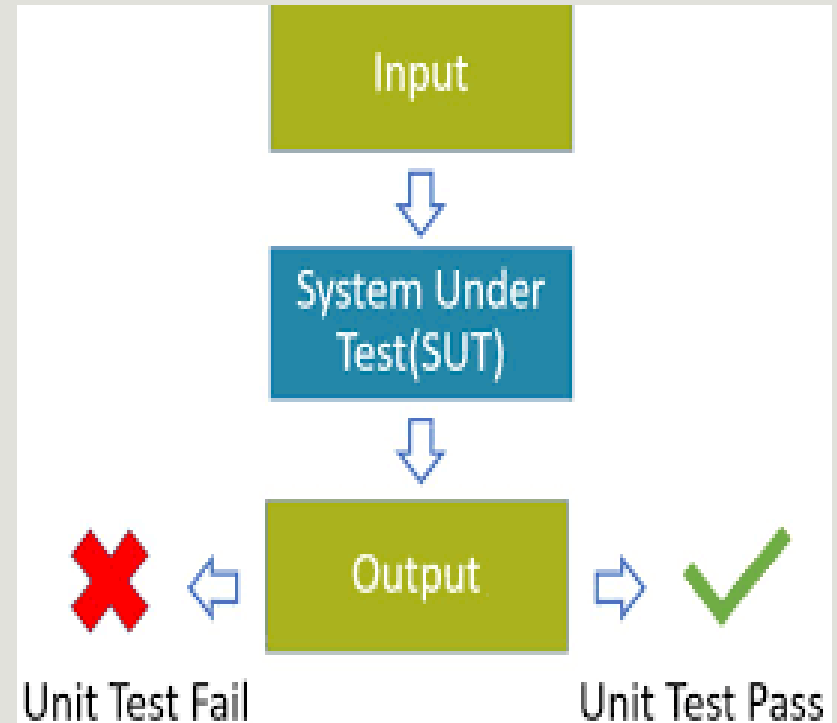 Input
System Under
Test(SUT)
Output
Unit Test Fail
Unit Test Pass